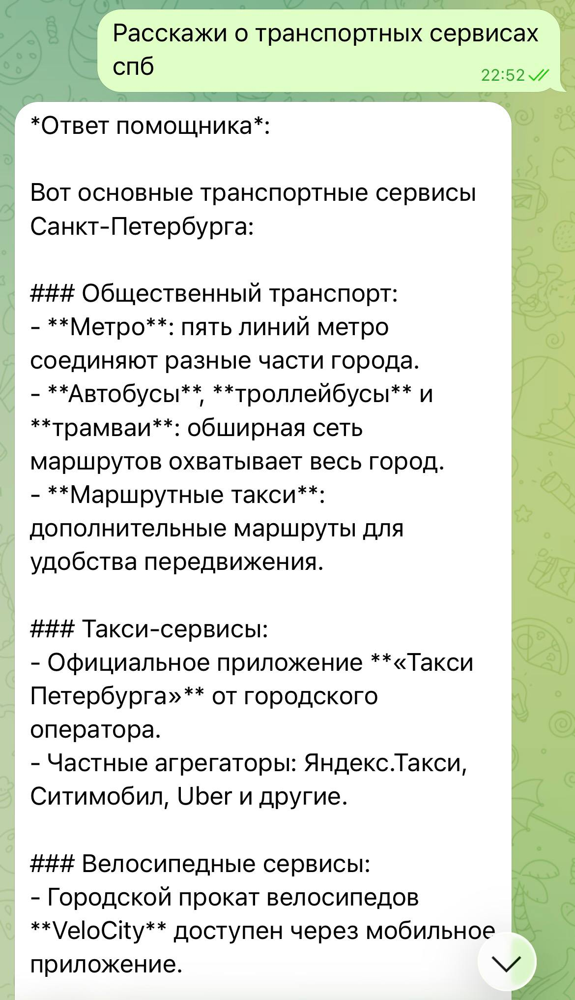 Расскажи о транспортных сервисах
спб
22:52
*Ответ помощника*:
Вот основные транспортные сервисы
Санкт-Петербурга:
### Общественный транспорт:
- **Метро**: пять линий метро
соединяют разные части города.
- **Автобусы**, **троллейбусы** и
**трамваи**: обширная сеть
маршрутов охватывает весь город.
- **Маршрутные такси**:
дополнительные маршруты для
удобства передвижения.
### Такси-сервисы:
- Официальное приложение **«Такси
Петербурга»** от городского
оператора.
- Частные агрегаторы: Яндекс.Такси,
Ситимобил, Uber и другие.
### Велосипедные сервисы:
- Городской прокат велосипедов
**VeloCity** доступен через мобильное
приложение.